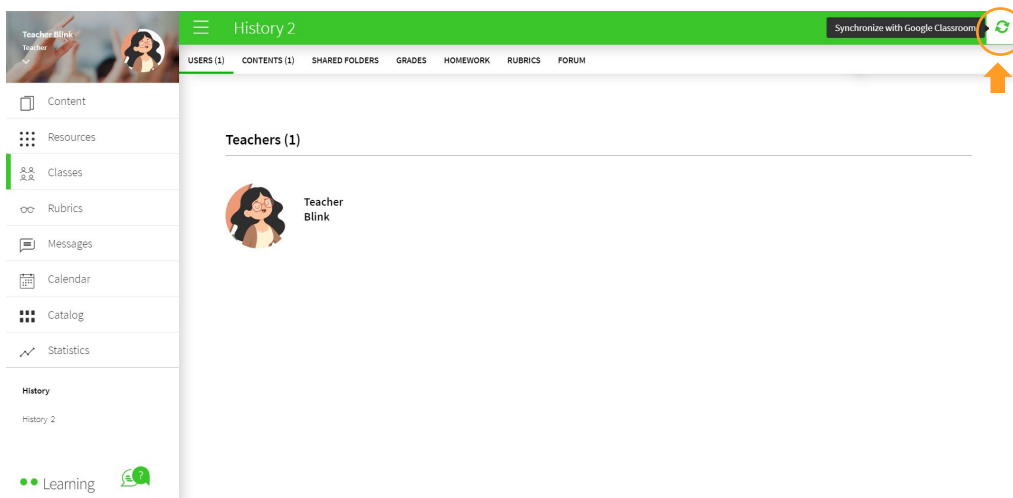 Teacher Blink
Teacher
History 2
Synchronize with Google Classroom
USERS (1) CONTENTS (1) SHARED FOLDERS GRADES HOMEWORK RUBRICS FORUM
Content
Resources
Classes
Rubrics
Messages
Calendar
Catalog
Statistics
History
History 2
Learning
?
Teachers (1)
Teacher
Blink